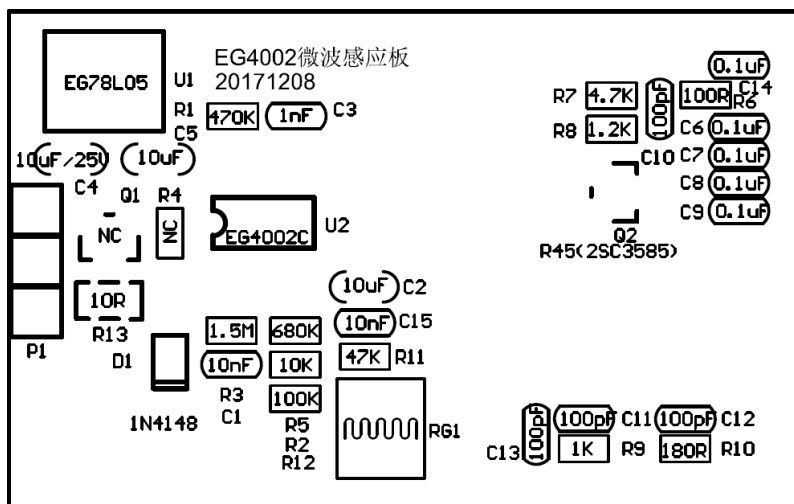 EG4002微波感应板
20171208
EG78L05
U1
R1
470K
1nF
C3
C5
10uF/25V
10uF
C4
Q1
R4
NC
NC
EG4002C
U2
10R
R13
P1
D1
1N4148
10uF
C2
10nF
C15
1.5M
680K
47K
R11
10nF
10K
R3
C1
100K
R5
R2
R12
RG1
R7
4.7K
100pF
0.1uF
C14
100R
R6
R8
1.2K
C6
0.1uF
C10
C7
0.1uF
C8
0.1uF
C9
0.1uF
Q2
R45(2SC3585)
C13
100pF
100pF
C11
100pF
C12
1K
R9
180R
R10